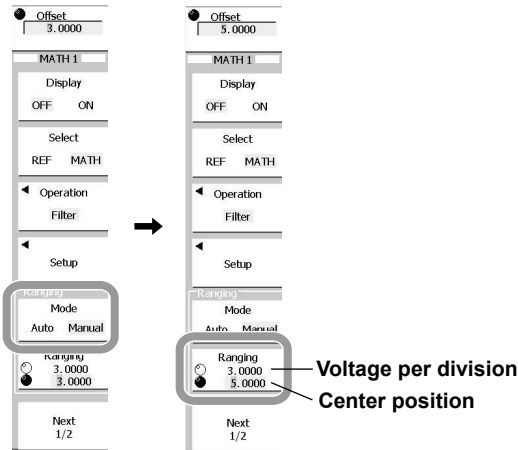 Offset
3.0000
MATH 1
Display
OFF ON
Select
REF MATH
Operation
Filter
Setup
Ranging
Mode
Auto Manual
Ranging
3.0000
3.0000
Next
1/2
Offset
5.0000
MATH 1
Display
OFF ON
Select
REF MATH
Operation
Filter
Setup
Ranging
Mode
Auto Manual
Ranging
3.0000
5.0000
Next
1/2
Voltage per division
Center position